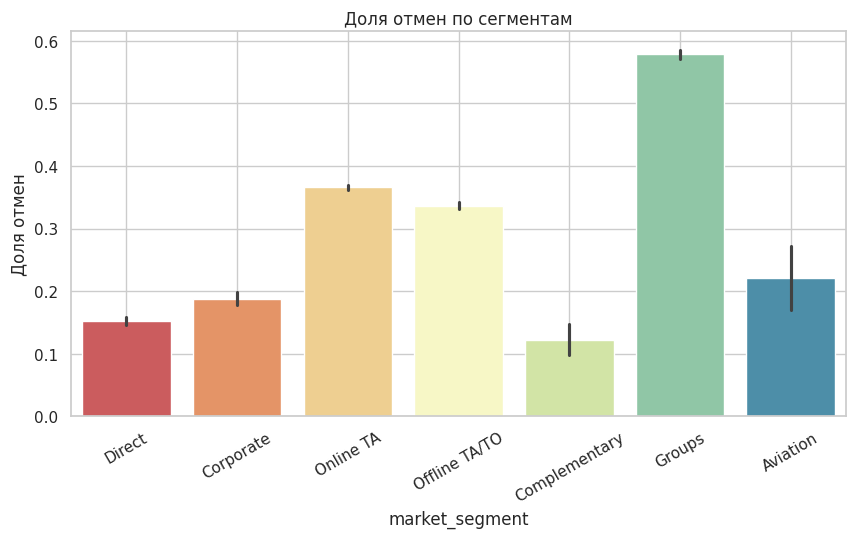 Доля отмен по сегментам
Доля отмен
0.6
0.5
0.4
0.3
0.2
0.1
0.0
Direct
Corporate
Online TA
Offline TA/TO
Complementary
Groups
Aviation
market_segment